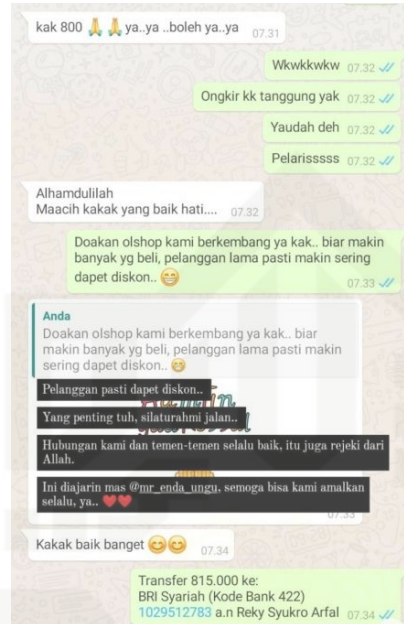 kak 800 🙏🙏 ya..ya ..boleh ya..ya 07.31
Wkwkkwkw 07.32
Ongkir kk tanggung yak 07.32
Yaudah deh 07.32
Pelarisssss 07.32
Alhamdulilah
Maacih kakak yang baik hati.... 07.32
Doakan olshop kami berkembang ya kak.. biar makin
banyak yg beli, pelanggan lama pasti makin sering
dapet diskon.. 😁
07.33
Anda
Doakan olshop kami berkembang ya kak.. biar
makin banyak yg beli, pelanggan lama pasti makin
sering dapet diskon.. 😁
Pelanggan pasti dapet diskon..
Yang penting tuh, silaturahmi jalan..
Hubungan kami dan temen-temen selalu baik, itu juga rejeki dari
Allah.
Ini diajarin mas @mr_enda_ungu, semoga bisa kami amalkan
selalu, ya.. ❤️❤️
07.33
Kakak baik banget 😊😊 07.34
Transfer 815.000 ke:
BRI Syariah (Kode Bank 422)
1029512783 a.n Reky Syukro Arfal 07.34